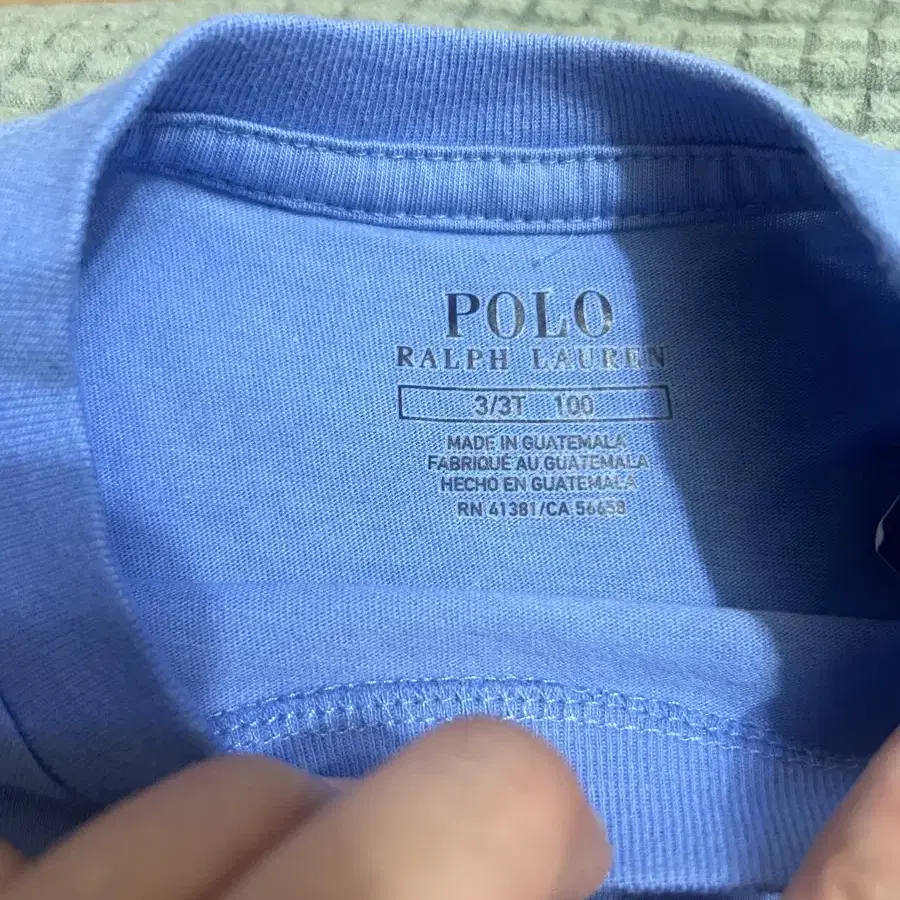 POLO
RALPH LAUREN
3/3T 100
MADE IN GUATEMALA
FABRIQUÉ AU GUATEMALA
HECHO EN GUATEMALA
RN 41381/CA 56658